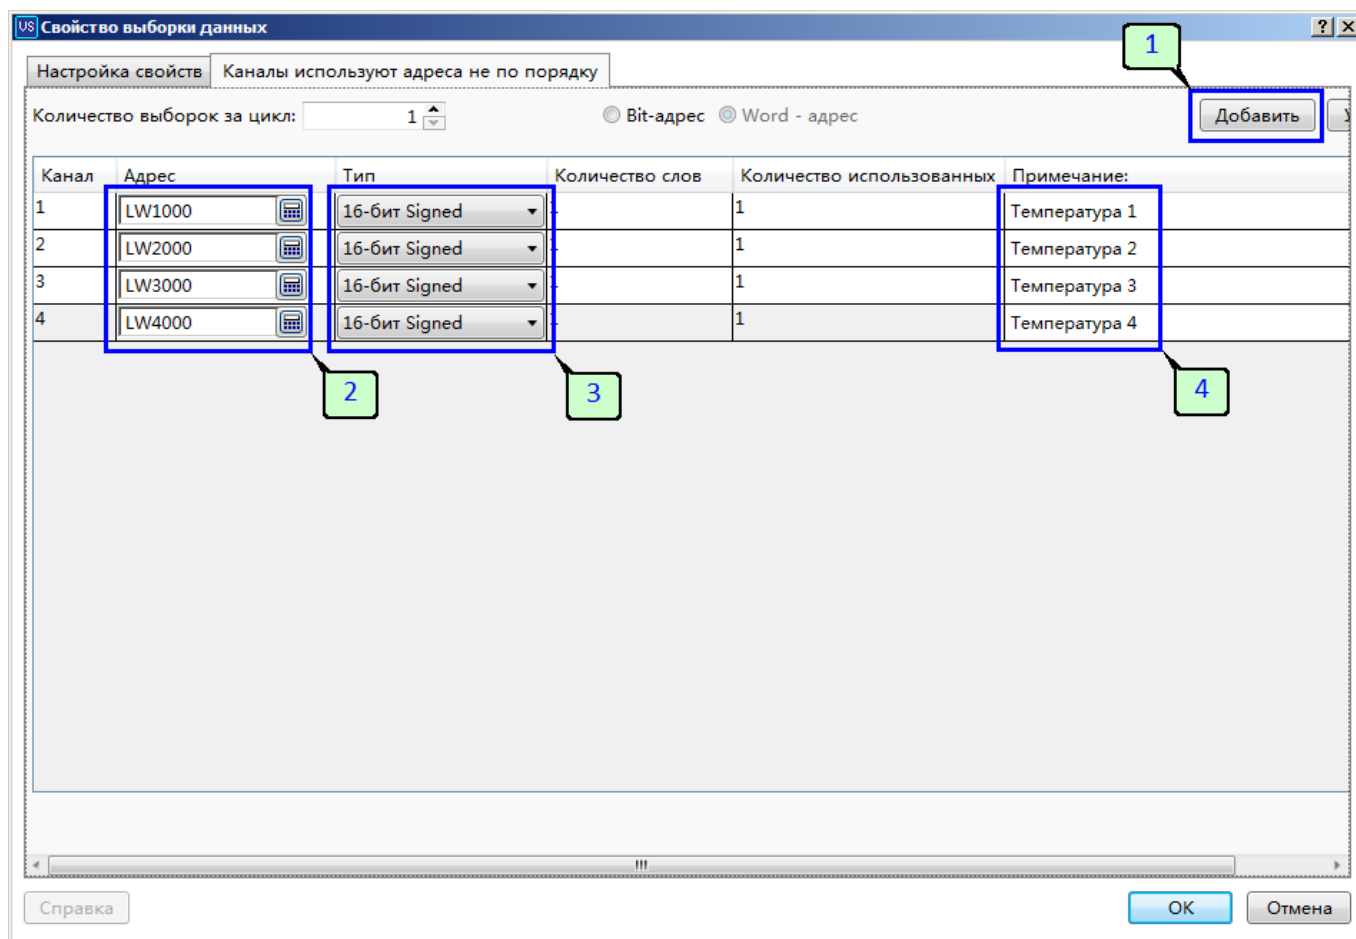 VS Свойство выборки данных ? X
1
Настройка свойств Каналы используют адреса не по порядку
Количество выборок за цикл: 1 Bit-адрес Word - адрес Добавить
Канал Адрес Тип Количество слов Количество использованных Примечание:
1 LW1000 16-бит Signed 1 1 Температура 1
2 LW2000 16-бит Signed 1 1 Температура 2
3 LW3000 16-бит Signed 1 1 Температура 3
4 LW4000 16-бит Signed 1 1 Температура 4
2 3 4
Справка OK Отмена